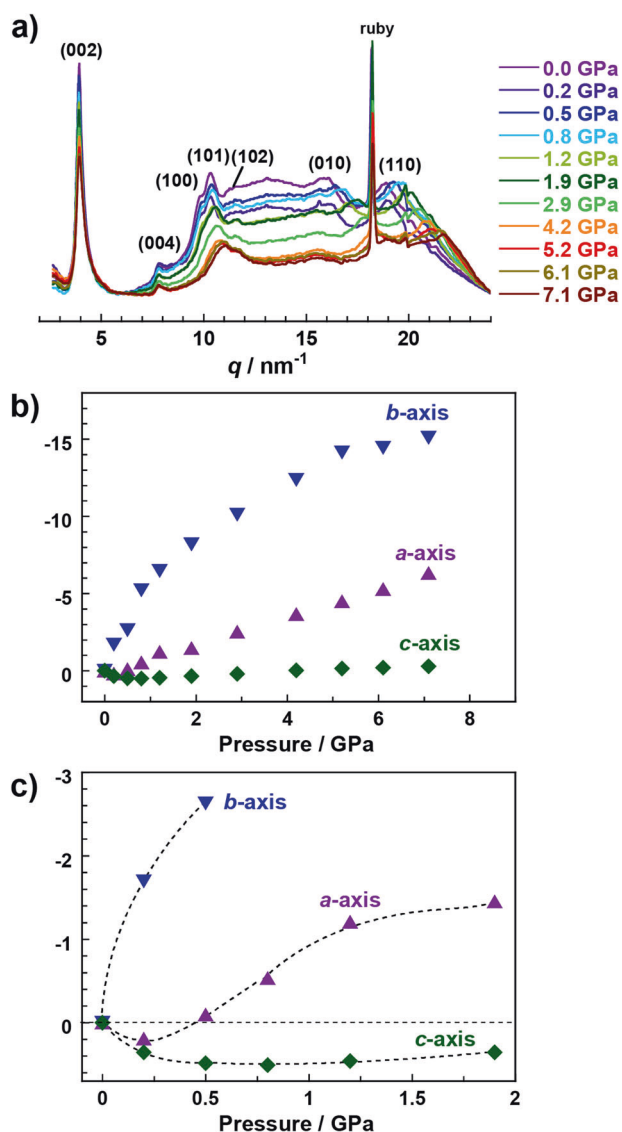 a)
(002)
ruby
(101)
(102)
(100)
(010)
(110)
(004)
0.0 GPa
0.2 GPa
0.5 GPa
0.8 GPa
1.2 GPa
1.9 GPa
2.9 GPa
4.2 GPa
5.2 GPa
6.1 GPa
7.1 GPa
5 10 15 20
q / nm⁻¹
b)
b-axis
a-axis
c-axis
-15
-10
-5
0
0 2 4 6 8
Pressure / GPa
c)
-3
b-axis
-2
a-axis
-1
0
c-axis
0 0.5 1 1.5 2
Pressure / GPa